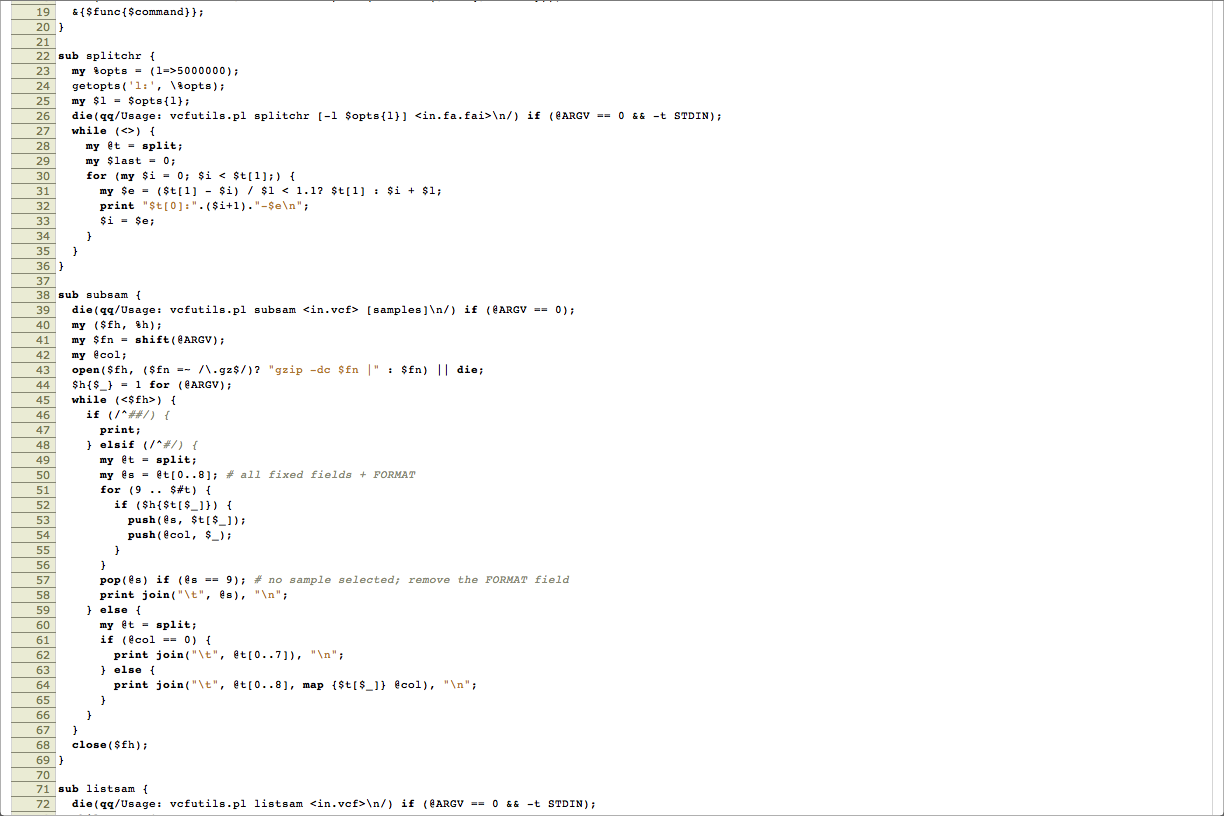 19 &{$func{$command}};
20 }
21
22 sub splitchr {
23 my %opts = (l=>5000000);
24 getopts('l:', \%opts);
25 my $l = $opts{l};
26 die(qq/Usage: vcfutils.pl splitchr [-l $opts{l}] <in.fa.fai>\n/) if (@ARGV == 0 && -t STDIN);
27 while (<>) {
28 my @t = split;
29 my $last = 0;
30 for (my $i = 0; $i < $t[1];) {
31 my $e = ($t[1] - $i) / $l < 1.1? $t[1] : $i + $l;
32 print "$t[0]:".($i+1)."-$e\n";
33 $i = $e;
34 }
35 }
36 }
37
38 sub subsam {
39 die(qq/Usage: vcfutils.pl subsam <in.vcf> [samples]\n/) if (@ARGV == 0);
40 my ($fh, %h);
41 my $fn = shift(@ARGV);
42 my @col;
43 open($fh, ($fn =~ /\.gz$/)? "gzip -dc $fn |" : $fn) || die;
44 $h{$_} = 1 for (@ARGV);
45 while (<$fh>) {
46 if (/^##/) {
47 print;
48 } elsif (/^#/) {
49 my @t = split;
50 my @s = @t[0..8]; # all fixed fields + FORMAT
51 for (9 .. $#t) {
52 if ($h{$t[$_]}) {
53 push(@s, $t[$_]);
54 push(@col, $_);
55 }
56 }
57 pop(@s) if (@s == 9); # no sample selected; remove the FORMAT field
58 print join("\t", @s), "\n";
59 } else {
60 my @t = split;
61 if (@col == 0) {
62 print join("\t", @t[0..7]), "\n";
63 } else {
64 print join("\t", @t[0..8], map {$t[$_]} @col), "\n";
65 }
66 }
67 }
68 close($fh);
69 }
70
71 sub listsam {
72 die(qq/Usage: vcfutils.pl listsam <in.vcf>\n/) if (@ARGV == 0 && -t STDIN);